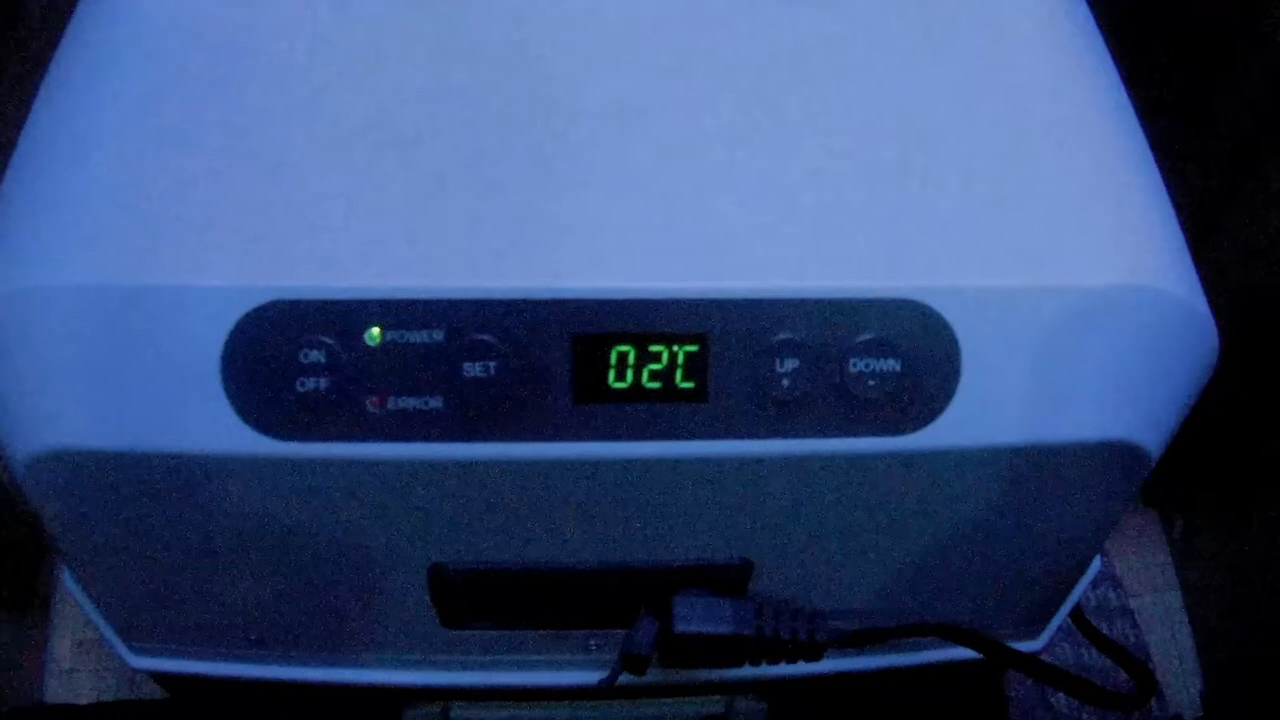 ON
OFF
POWER
ERROR
SET
02℃
UP
+
DOWN
-